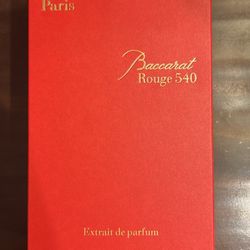 Paris
Baccarat
Rouge 540
Extrait de parfum